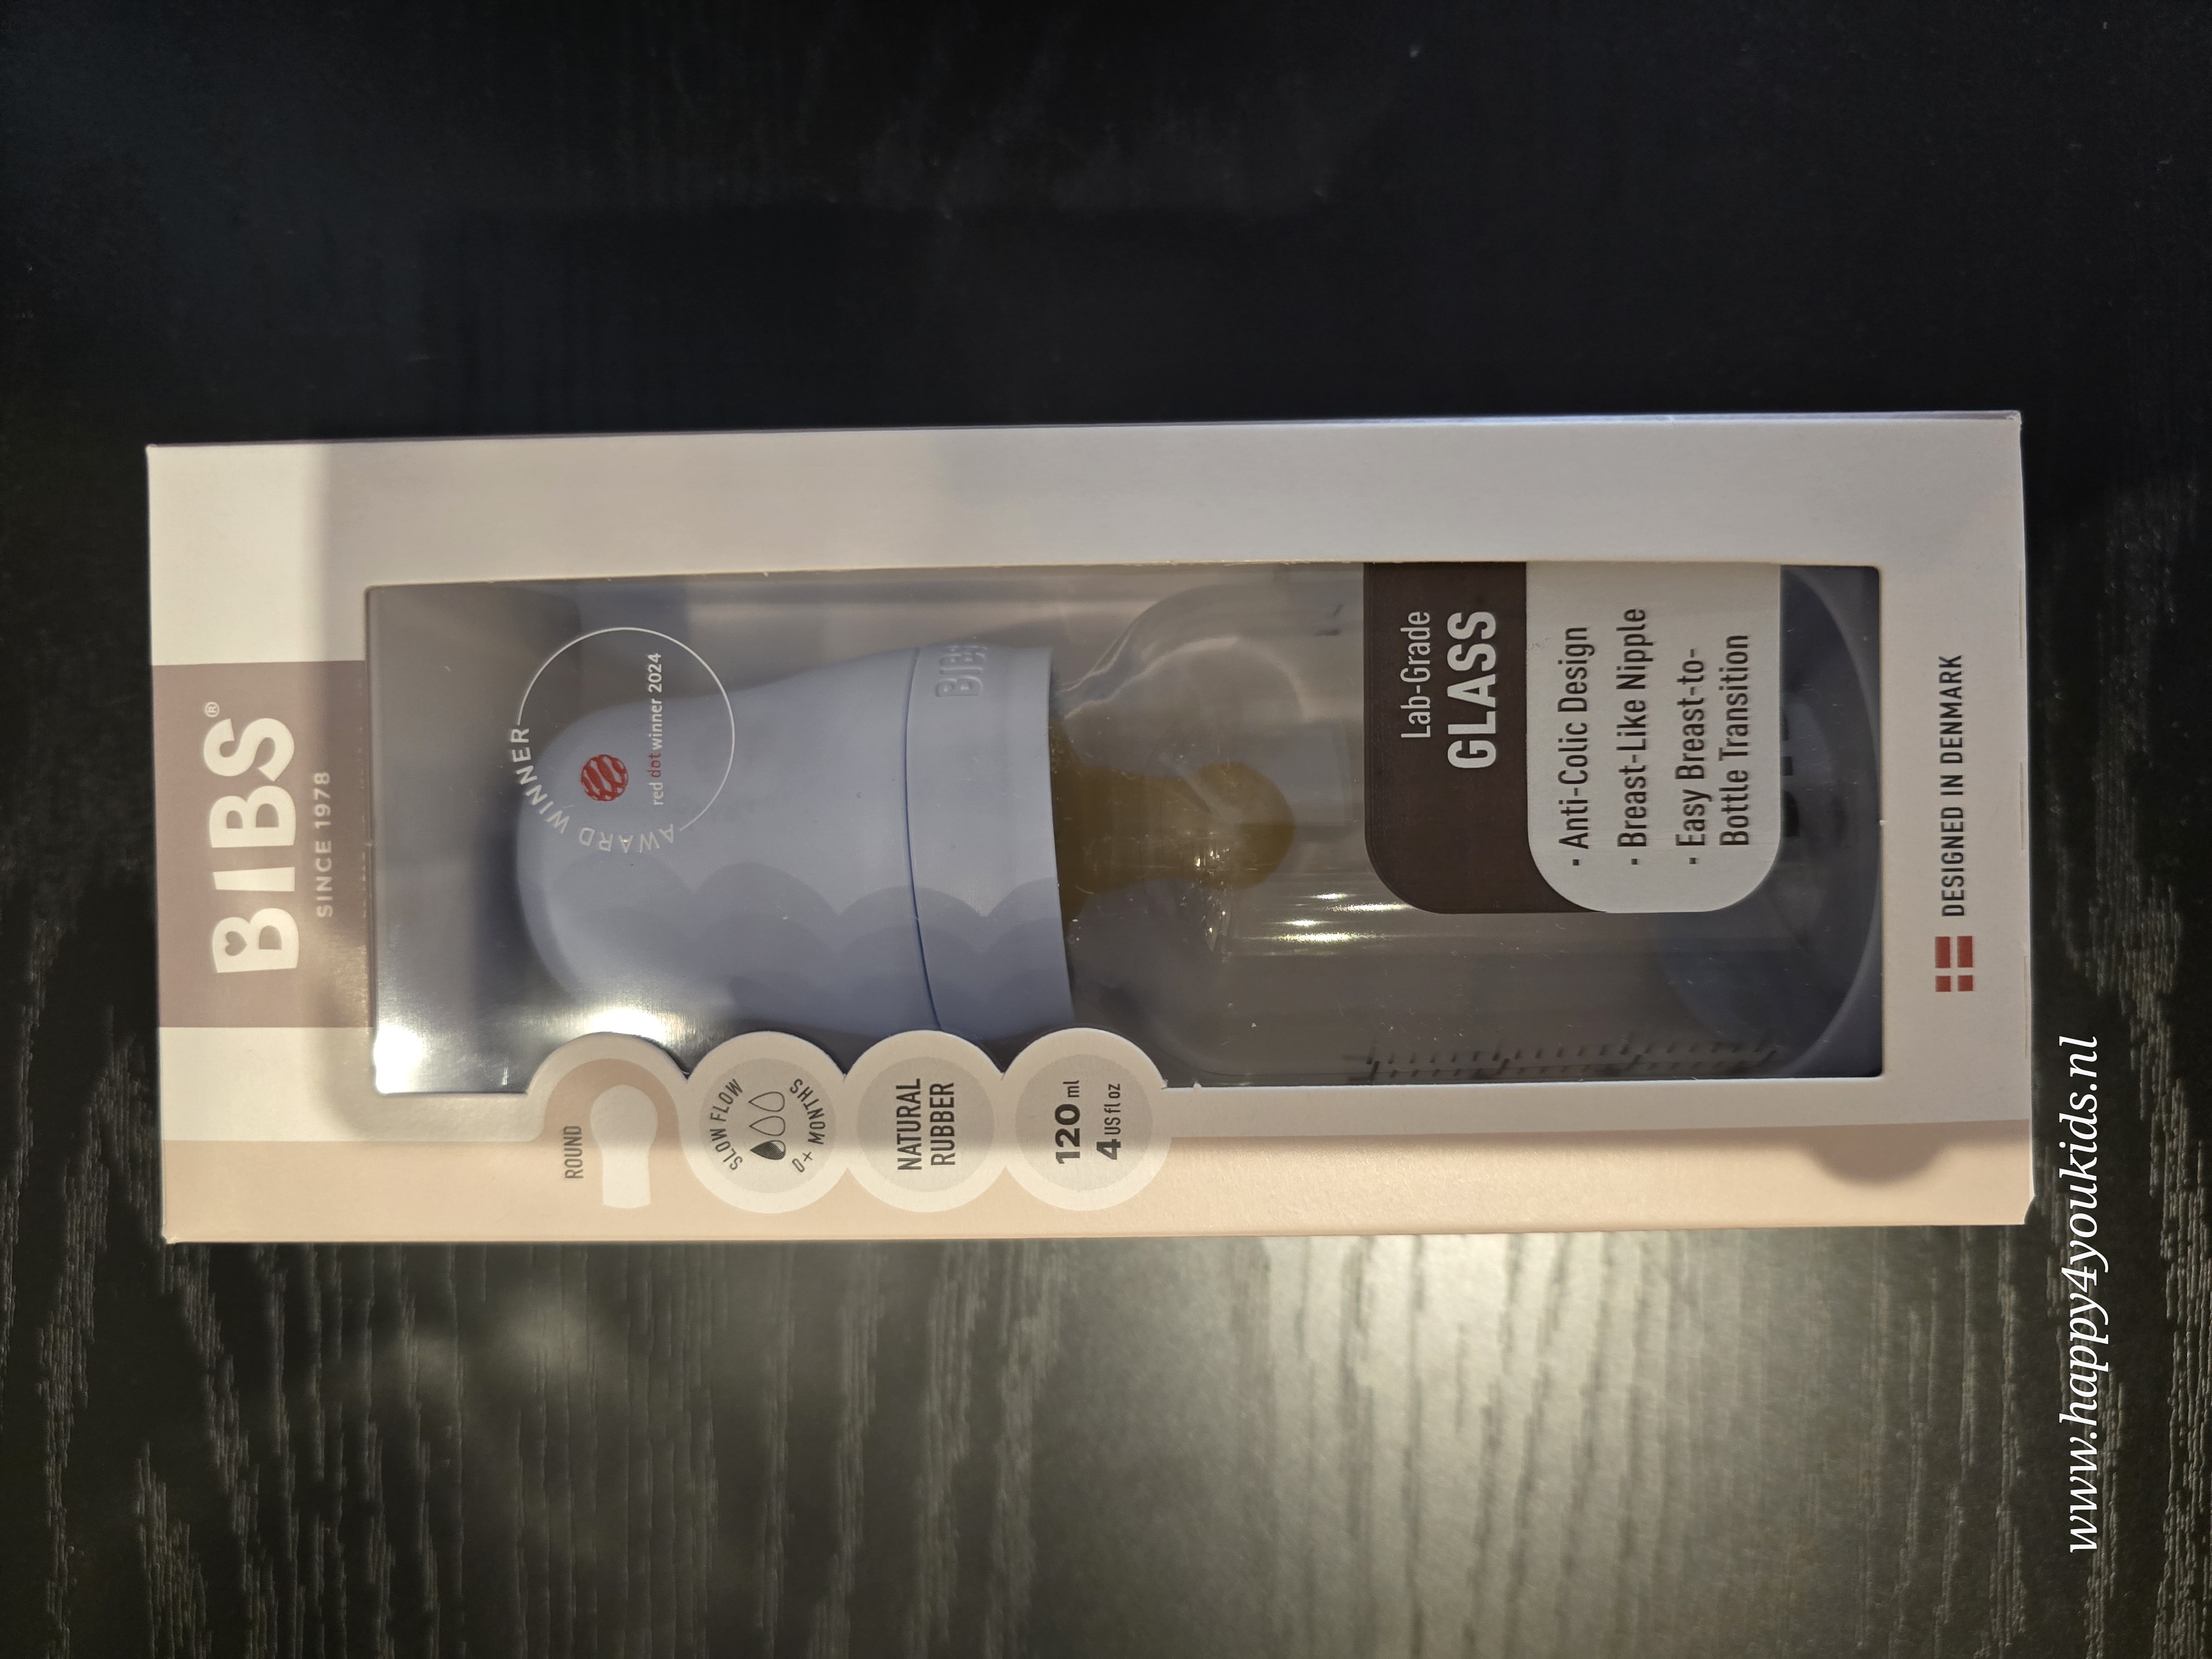 BIBS®
SINCE 1978
AWARD WINNER
red dot winner 2024
BIBS
ROUND
SLOW FLOW
0+ MONTHS
NATURAL
RUBBER
120 ml
4 US fl oz
Lab-Grade
GLASS
· Anti-Colic Design
· Breast-Like Nipple
· Easy Breast-to-
Bottle Transition
DESIGNED IN DENMARK
www.happy4youkids.nl